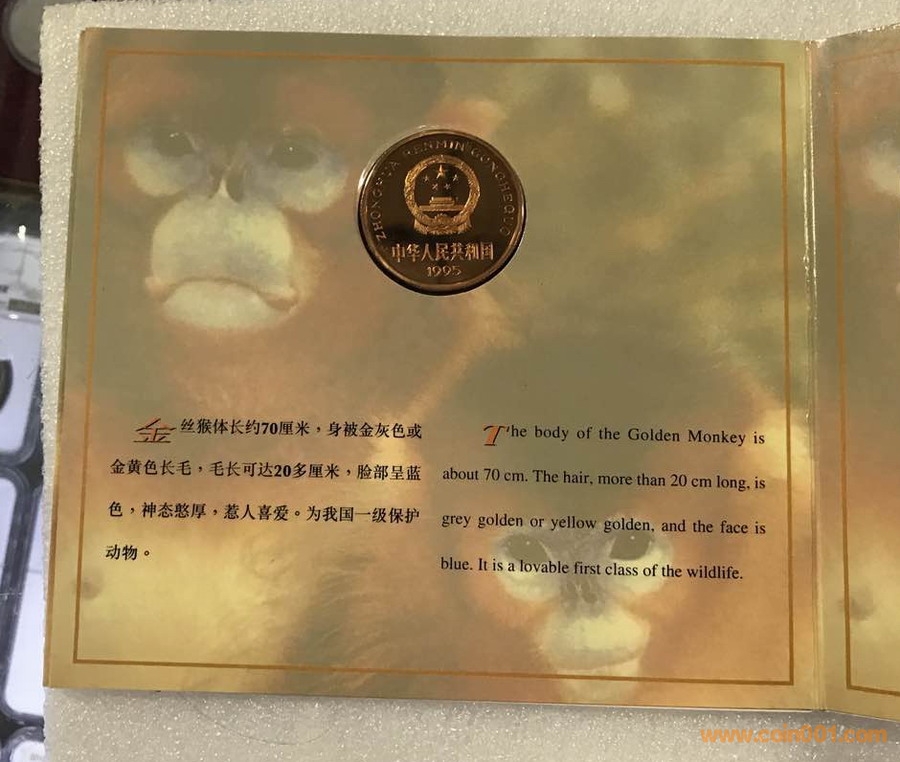 ZHONGHUA RENMIN GONGHEGUO
中华人民共和国
1995
金丝猴体长约70厘米，身被金灰色或
金黄色长毛，毛长可达20多厘米，脸部呈蓝
色，神态憨厚，惹人喜爱。为我国一级保护
动物。
The body of the Golden Monkey is
about 70 cm. The hair, more than 20 cm long, is
grey golden or yellow golden, and the face is
blue. It is a lovable first class of the wildlife.
www.coin001.com